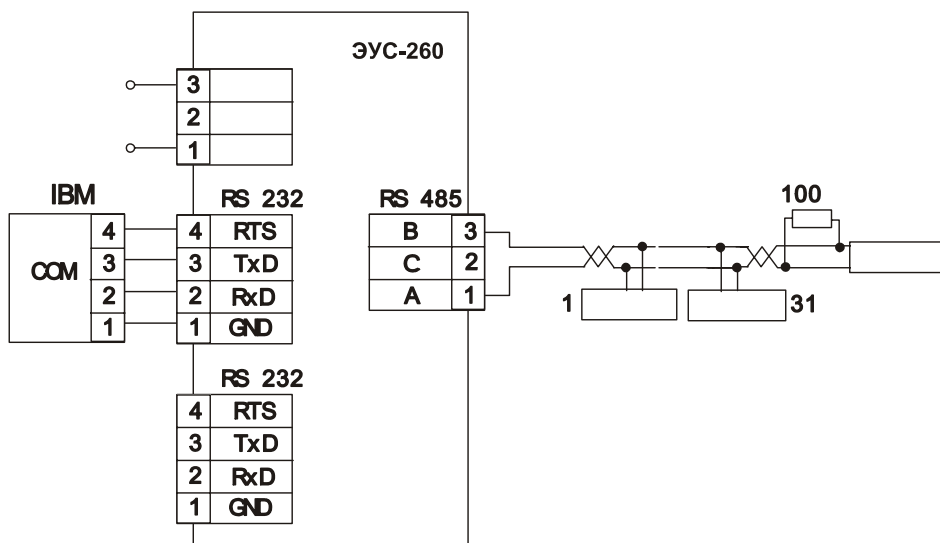 ЭУС-260
3
2
1
IBM
COM
4
3
2
1
RS 232
4 RTS
3 TxD
2 RxD
1 GND
RS 485
B 3
C 2
A 1
100
1
31
RS 232
4 RTS
3 TxD
2 RxD
1 GND